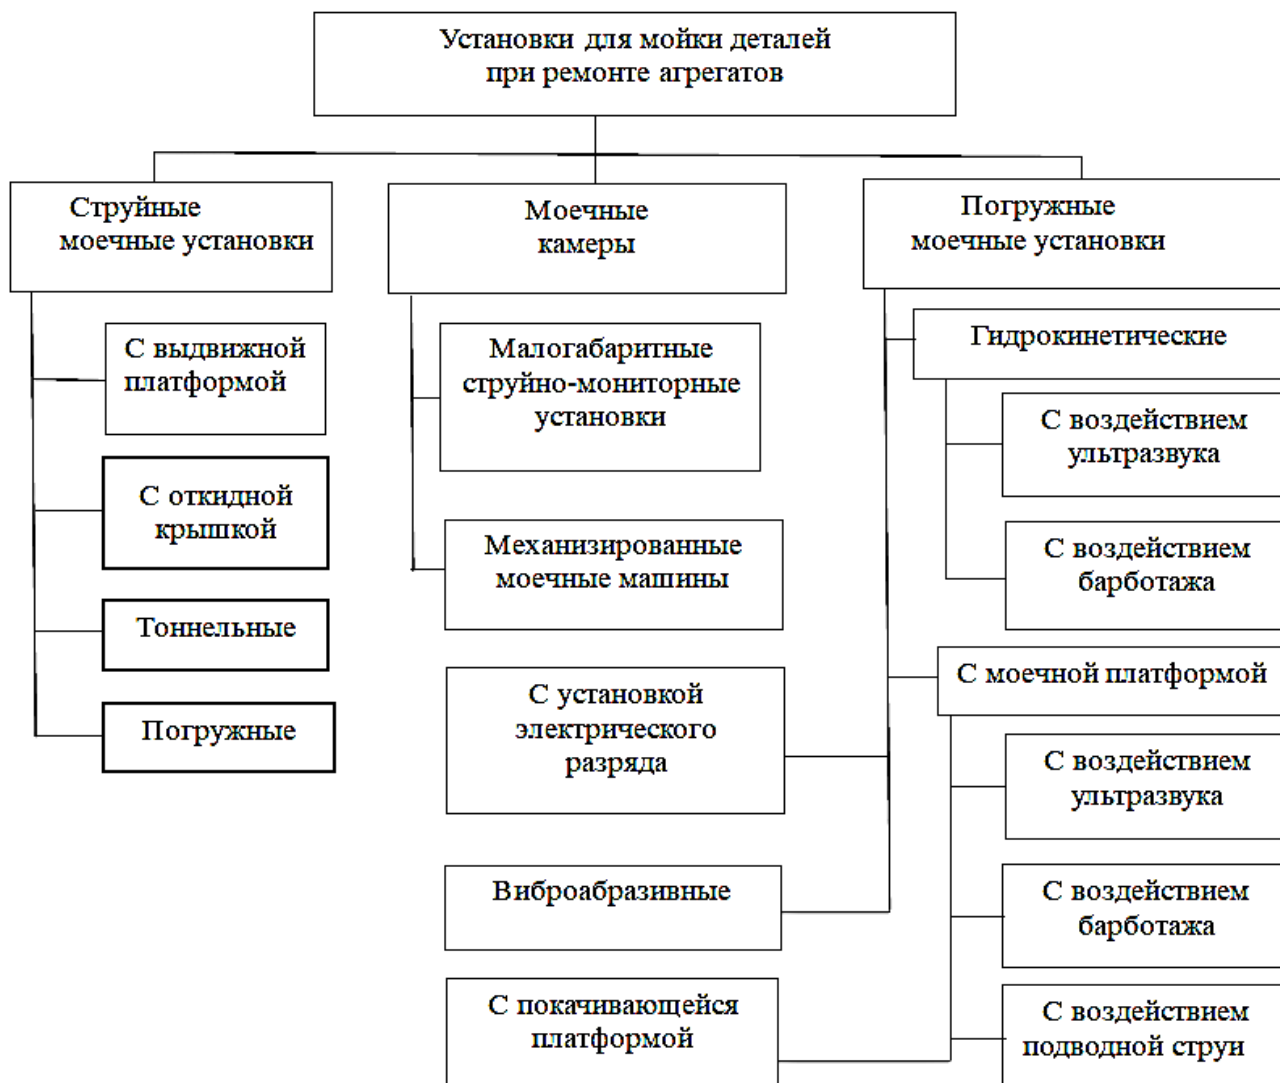 Установки для мойки деталей
при ремонте агрегатов
Струйные
моечные установки
Моечные
камеры
Погружные
моечные установки
С выдвижной
платформой
С откидной
крышкой
Тоннельные
Погружные
Малогабаритные
струйно-мониторные
установки
Механизированные
моечные машины
С установкой
электрического
разряда
Виброабразивные
С покачивающейся
платформой
Гидрокинетические
С воздействием
ультразвука
С воздействием
барботажа
С моечной платформой
С воздействием
ультразвука
С воздействием
барботажа
С воздействием
подводной струи